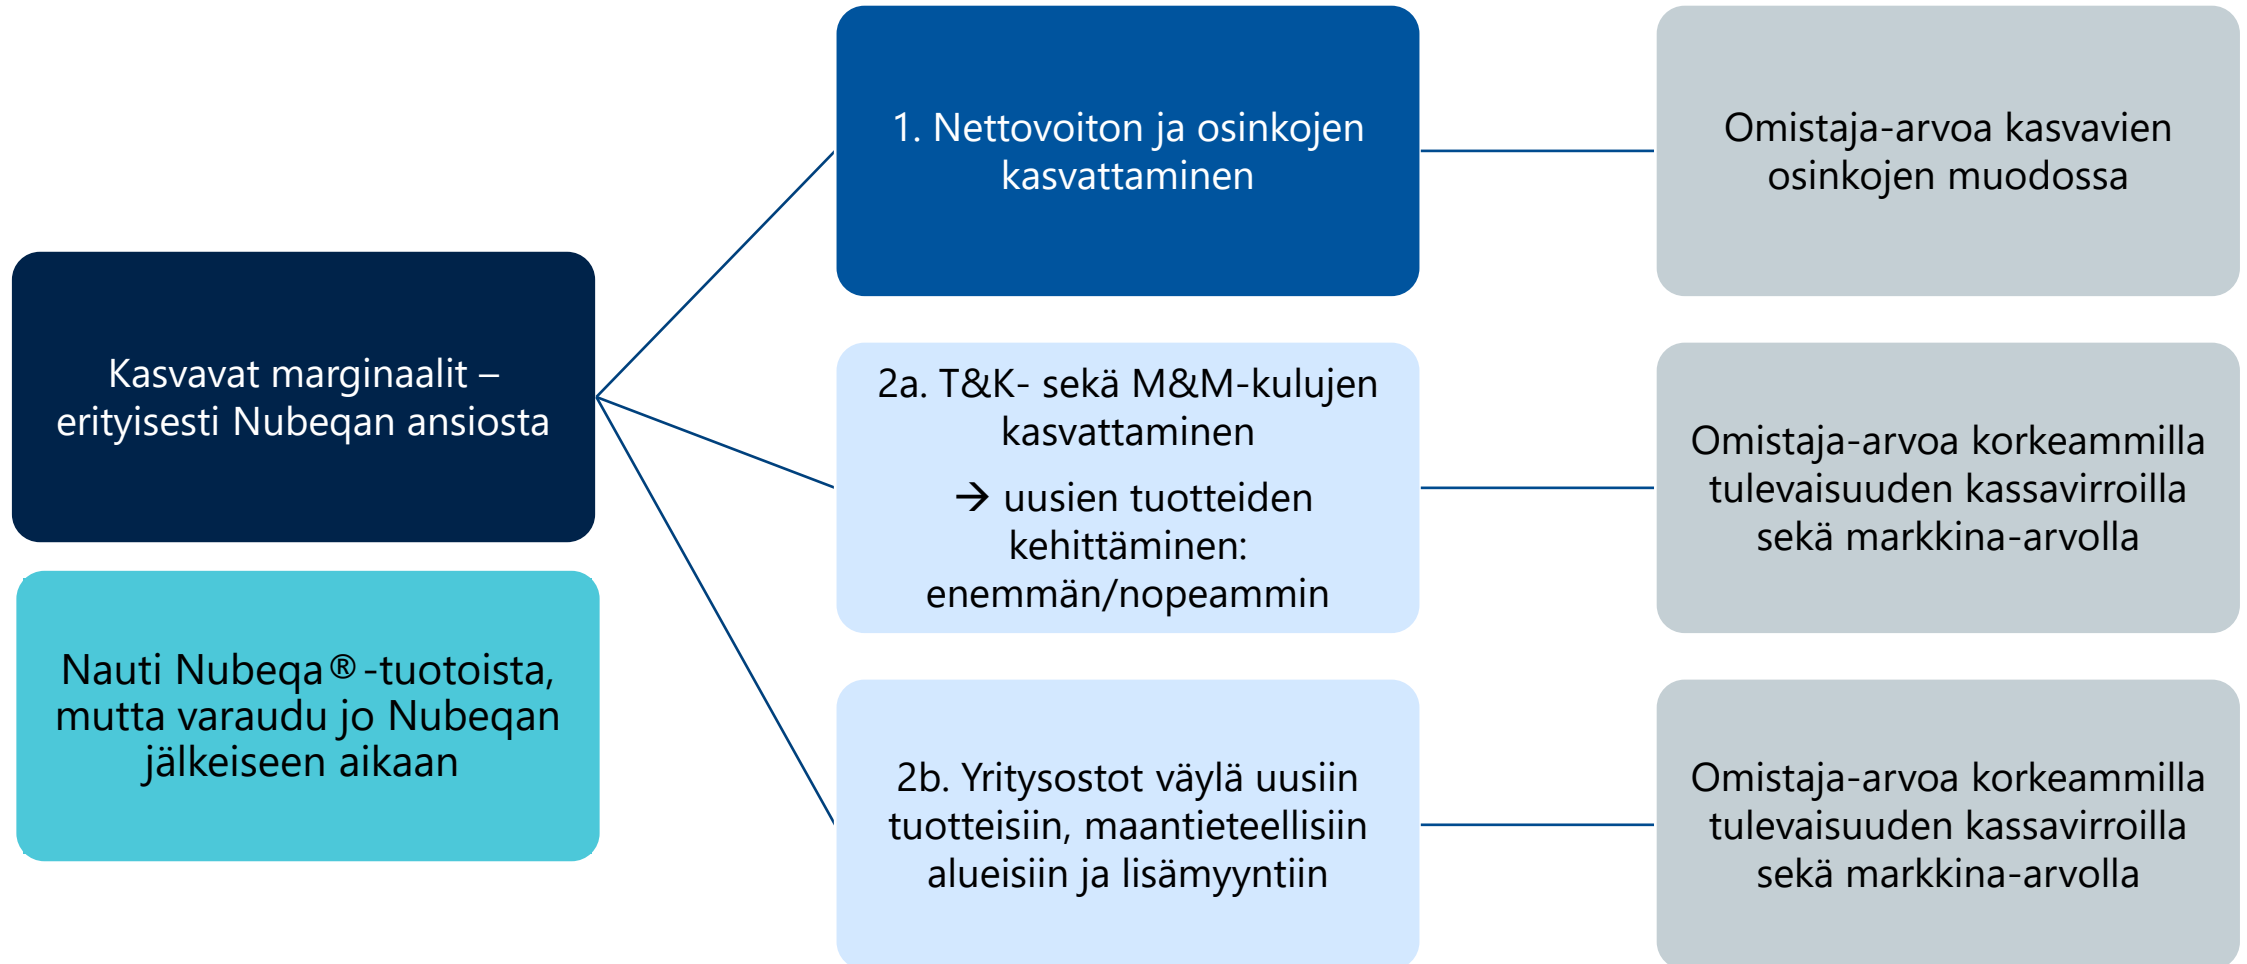 Kasvavat marginaalit –
erityisesti Nubeqan ansiosta
Nauti Nubeqa®-tuotoista,
mutta varaudu jo Nubeqan
jälkeiseen aikaan
1. Nettovoiton ja osinkojen
kasvattaminen
Omistaja-arvoa kasvavien
osinkojen muodossa
2a. T&K- sekä M&M-kulujen
kasvattaminen
→ uusien tuotteiden
kehittäminen:
enemmän/nopeammin
Omistaja-arvoa korkeammilla
tulevaisuuden kassavirroilla
sekä markkina-arvolla
2b. Yritysostot väylä uusiin
tuotteisiin, maantieteellisiin
alueisiin ja lisämyyntiin
Omistaja-arvoa korkeammilla
tulevaisuuden kassavirroilla
sekä markkina-arvolla